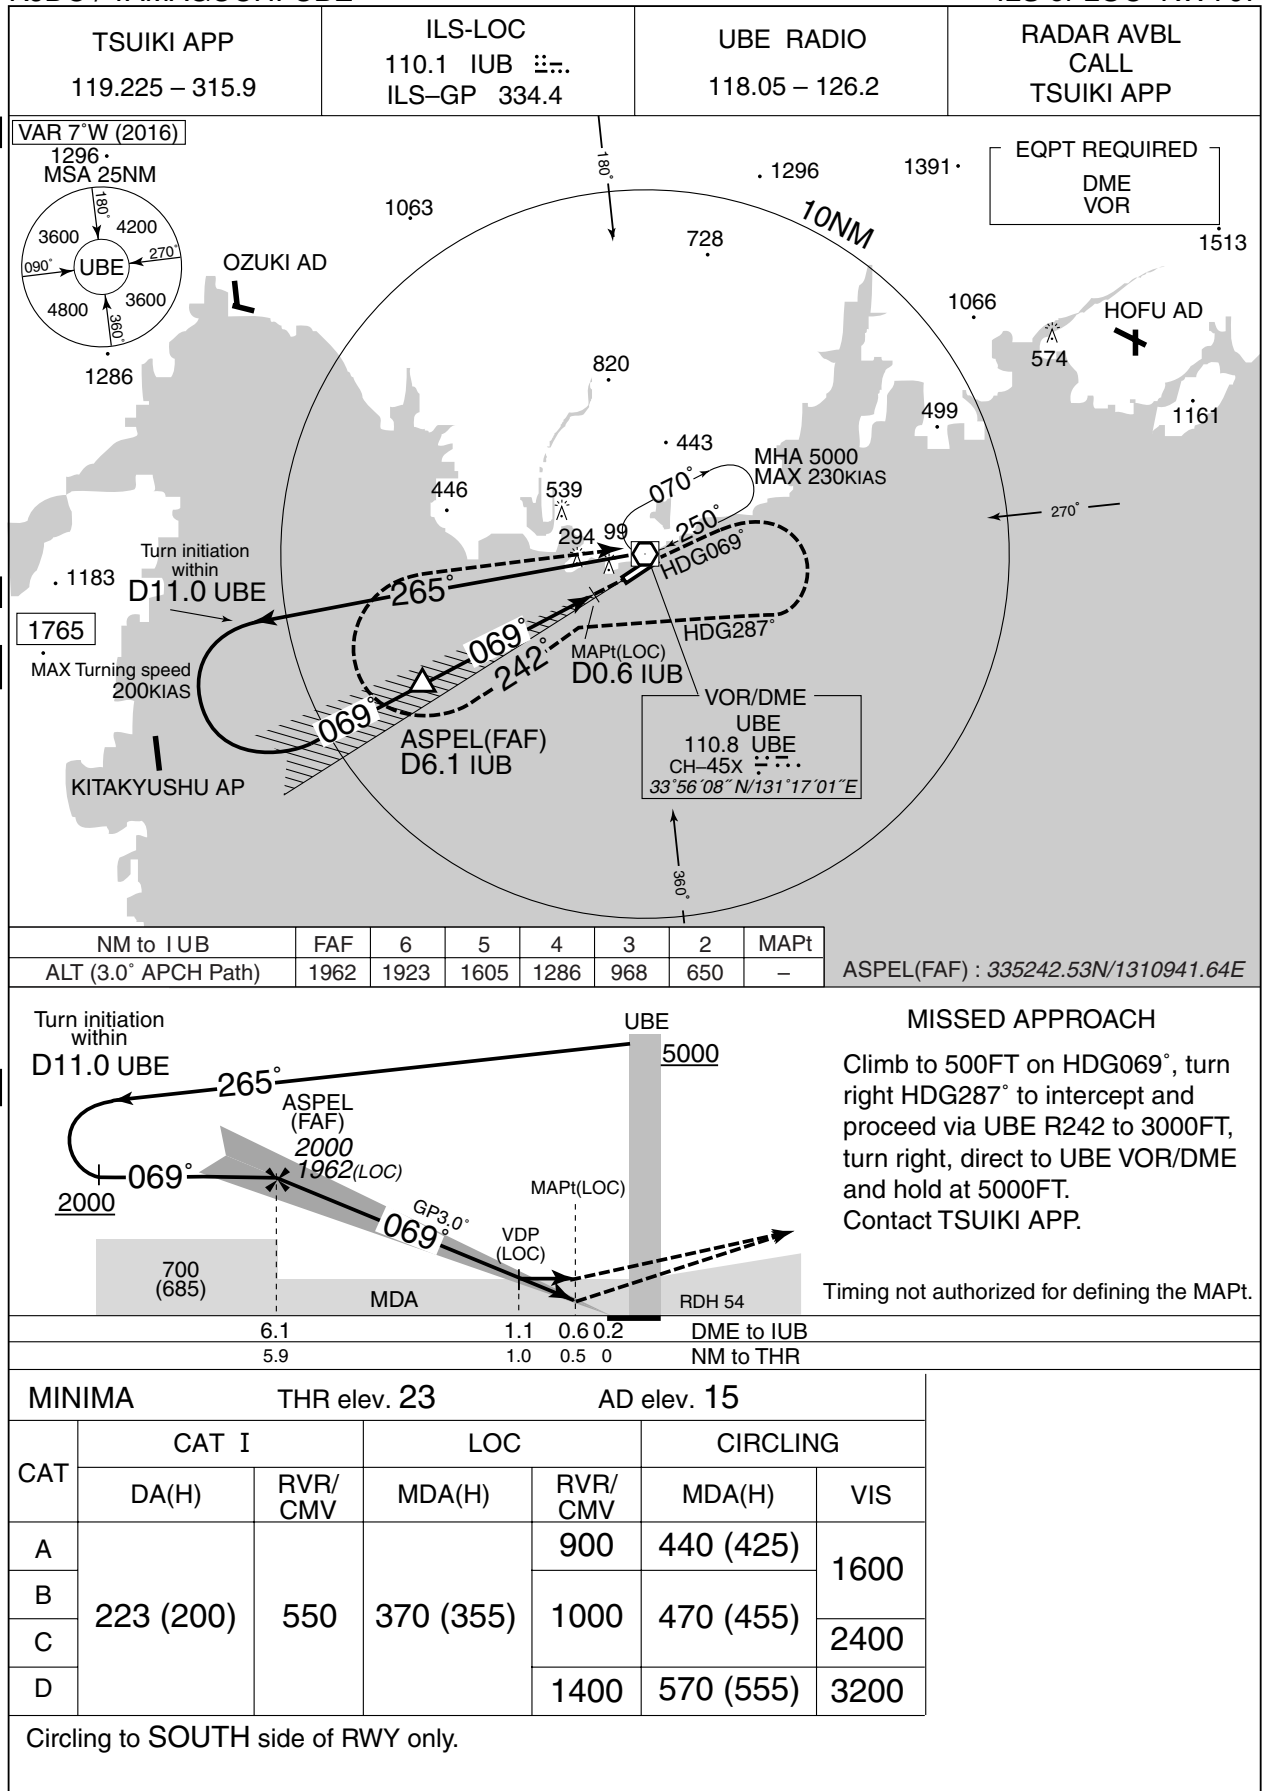 TSUIKI APP
119.225 – 315.9
ILS-LOC
110.1 IUB
ILS–GP 334.4
UBE RADIO
118.05 – 126.2
RADAR AVBL
CALL
TSUIKI APP
VAR 7˚W (2016)
1296
MSA 25NM
180˚
3600
4200
090˚
UBE
270˚
4800
3600
360˚
1286
OZUKI AD
1063
180˚
1296
1391
EQPT REQUIRED
DME
VOR
1513
10NM
728
1066
HOFU AD
574
820
499
1161
443
MHA 5000
MAX 230KIAS
070˚
250˚
446
539
294
99
HDG069˚
270˚
Turn initiation
within
D11.0 UBE
1183
265˚
1765
MAX Turning speed
200KIAS
069˚
242˚
HDG287˚
MAPt(LOC)
D0.6 IUB
069˚
ASPEL(FAF)
D6.1 IUB
KITAKYUSHU AP
VOR/DME
UBE
110.8 UBE
CH–45X
33˚56´08˝N/131˚17´01˝E
360˚
NM to IUB FAF 6 5 4 3 2 MAPt
ALT (3.0˚ APCH Path) 1962 1923 1605 1286 968 650 –
ASPEL(FAF) : 335242.53N/1310941.64E
Turn initiation
within
D11.0 UBE
UBE
5000
265˚
ASPEL
(FAF)
2000
1962(LOC)
069˚
2000
GP3.0˚
069˚
MAPt(LOC)
VDP
(LOC)
700
(685)
MDA
RDH 54
6.1 1.1 0.6 0.2 DME to IUB
5.9 1.0 0.5 0 NM to THR
MISSED APPROACH
Climb to 500FT on HDG069˚, turn
right HDG287˚ to intercept and
proceed via UBE R242 to 3000FT,
turn right, direct to UBE VOR/DME
and hold at 5000FT.
Contact TSUIKI APP.
Timing not authorized for defining the MAPt.
MINIMA THR elev. 23 AD elev. 15
CAT CAT I LOC CIRCLING
DA(H) RVR/CMV MDA(H) RVR/CMV MDA(H) VIS
A 223 (200) 550 370 (355) 900 440 (425) 1600
B 1000 470 (455)
C 2400
D 1400 570 (555) 3200
Circling to SOUTH side of RWY only.